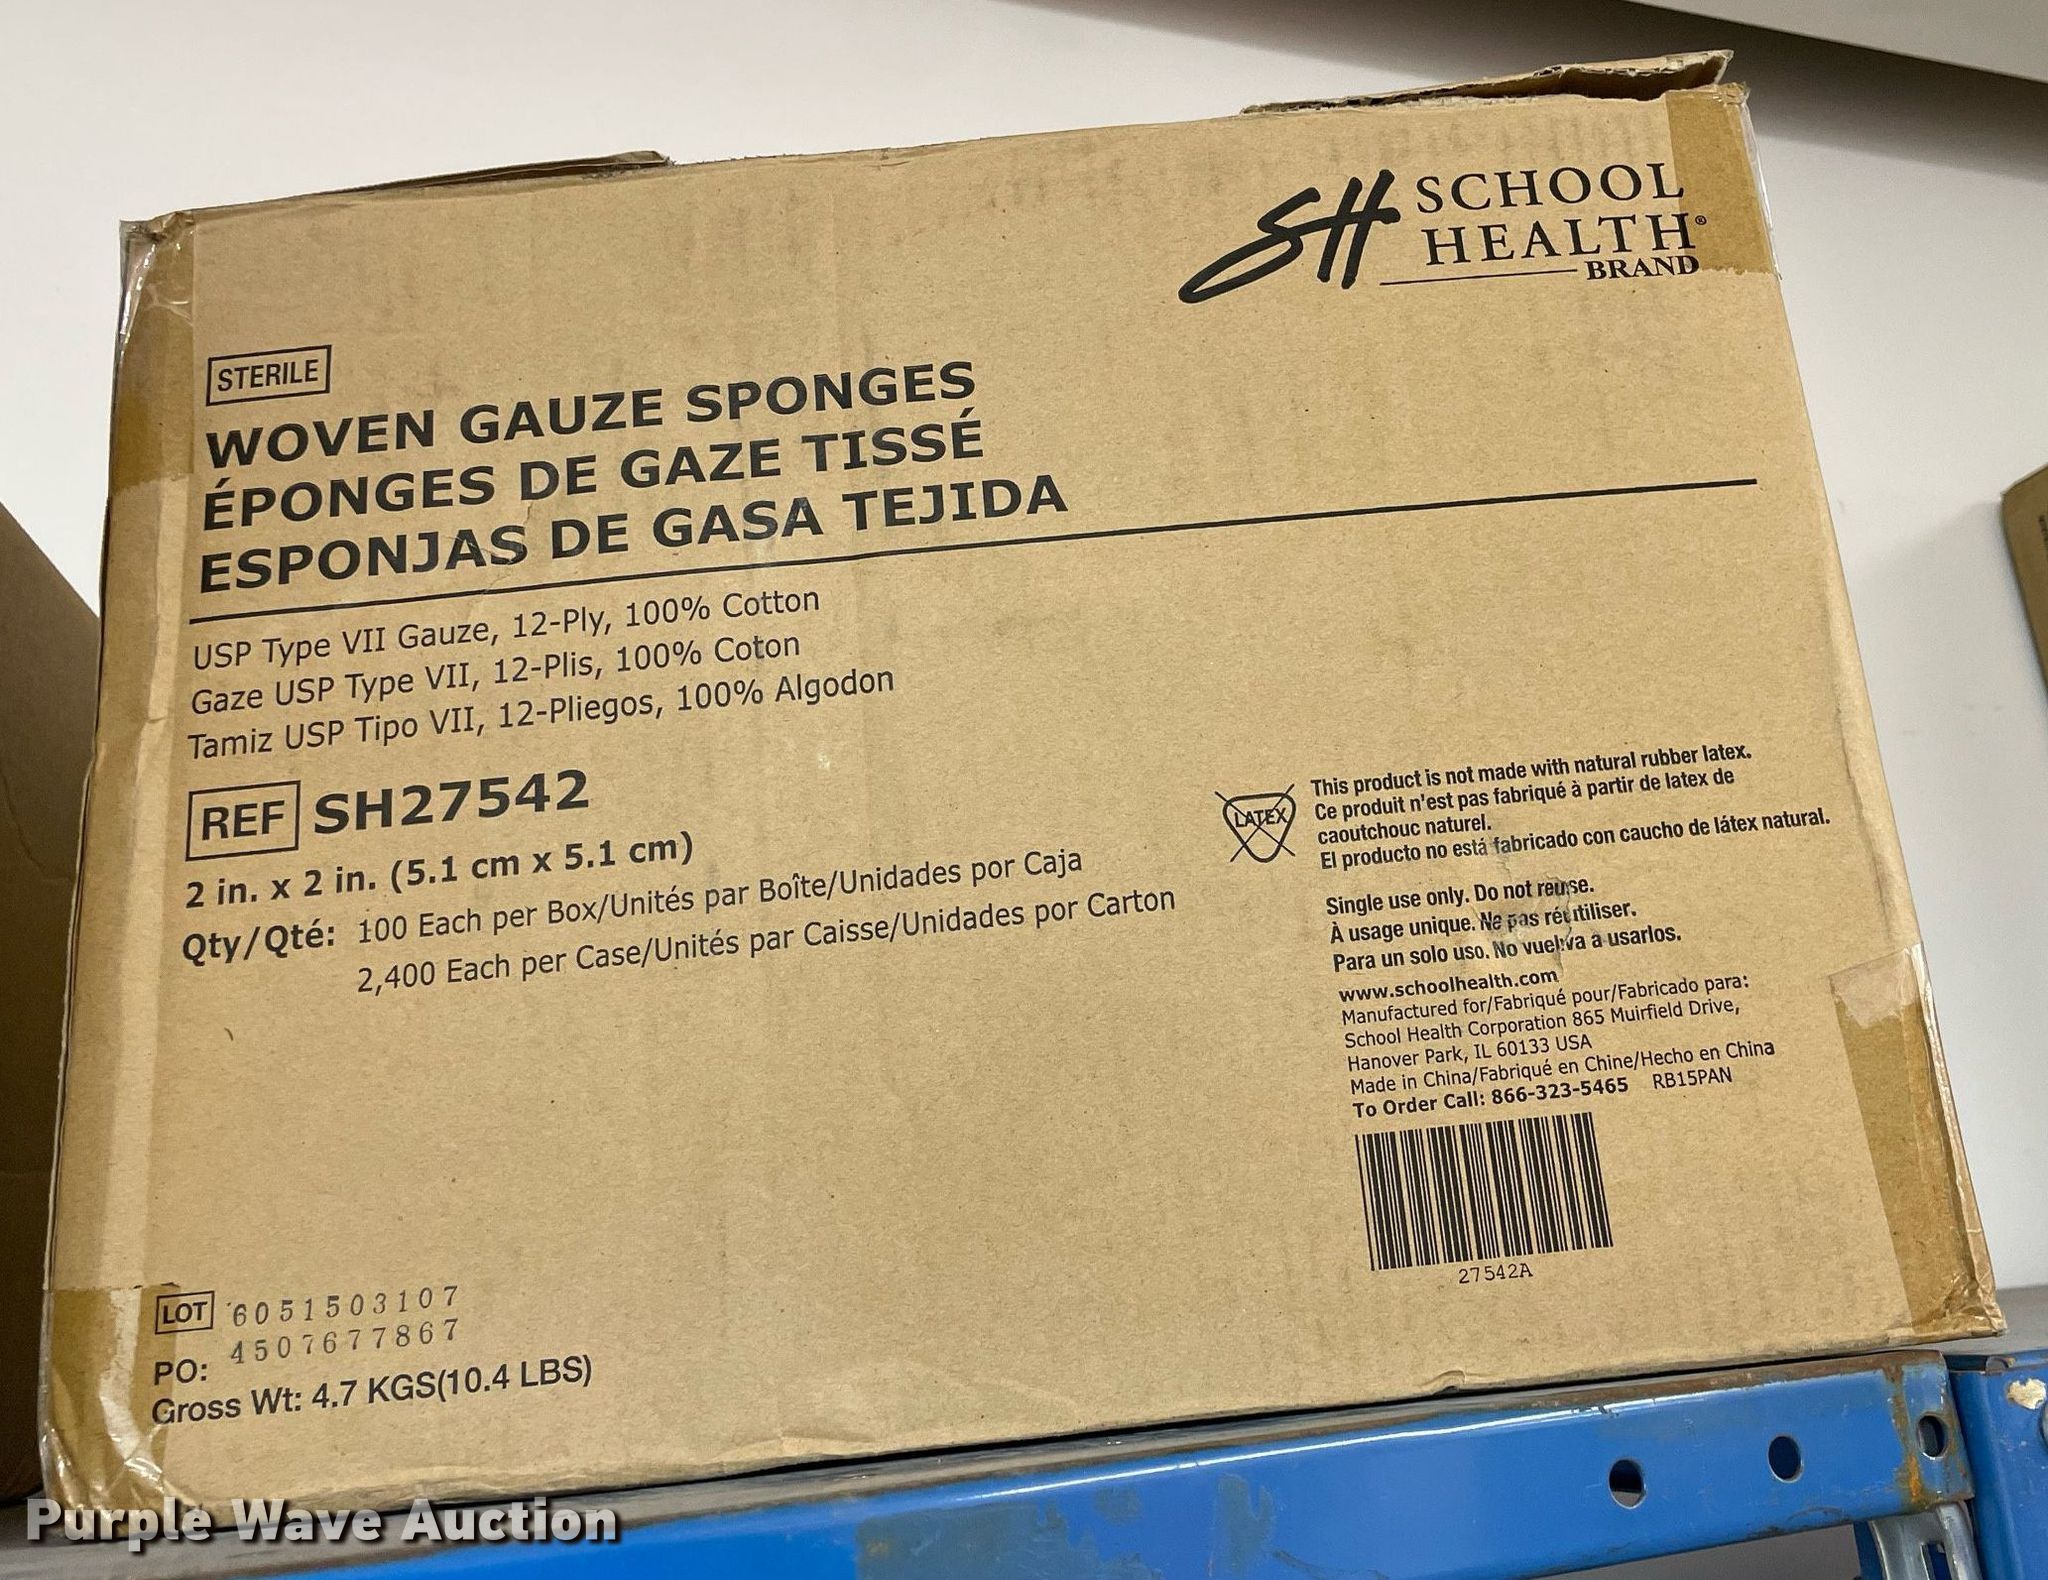 SH SCHOOL
HEALTH®
BRAND
STERILE
WOVEN GAUZE SPONGES
ÉPONGES DE GAZE TISSÉ
ESPONJAS DE GASA TEJIDA
USP Type VII Gauze, 12-Ply, 100% Cotton
Gaze USP Type VII, 12-Plis, 100% Coton
Tamiz USP Tipo VII, 12-Pliegos, 100% Algodon
REF SH27542
2 in. x 2 in. (5.1 cm x 5.1 cm)
Qty/Qté: 100 Each per Box/Unités par Boîte/Unidades por Caja
2,400 Each per Case/Unités par Caisse/Unidades por Carton
LATEX
This product is not made with natural rubber latex.
Ce produit n'est pas fabriqué à partir de latex de
caoutchouc naturel.
El producto no está fabricado con caucho de látex natural.
Single use only. Do not reuse.
À usage unique. Ne pas réutiliser.
Para un solo uso. No vuelva a usarlos.
www.schoolhealth.com
Manufactured for/Fabriqué pour/Fabricado para:
School Health Corporation 865 Muirfield Drive,
Hanover Park, IL 60133 USA
Made in China/Fabriqué en Chine/Hecho en China
To Order Call: 866-323-5465 RB15PAN
27542A
LOT 6051503107
PO: 4507677867
Gross Wt: 4.7 KGS(10.4 LBS)
Purple Wave Auction